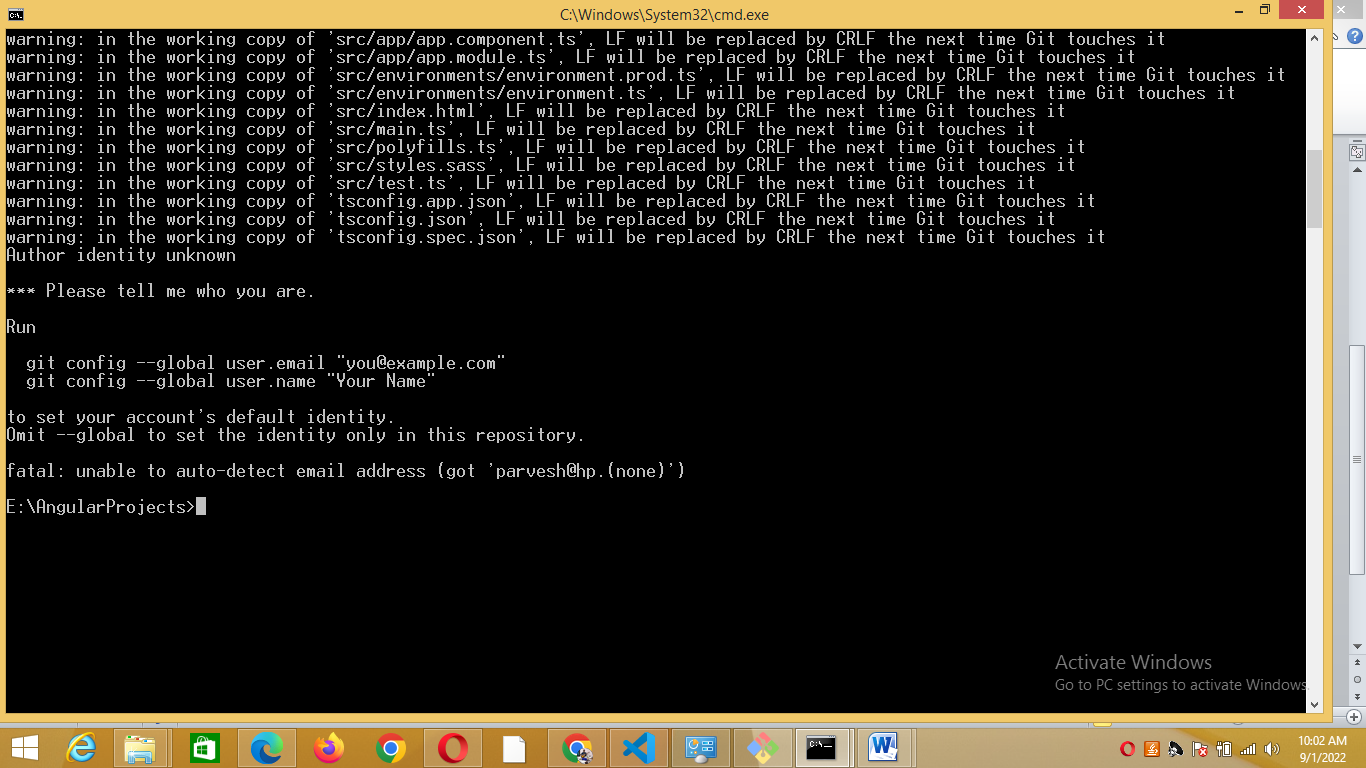 C:\Windows\System32\cmd.exe
warning: in the working copy of 'src/app/app.component.ts', LF will be replaced by CRLF the next time Git touches it
warning: in the working copy of 'src/app/app.module.ts', LF will be replaced by CRLF the next time Git touches it
warning: in the working copy of 'src/environments/environment.prod.ts', LF will be replaced by CRLF the next time Git touches it
warning: in the working copy of 'src/environments/environment.ts', LF will be replaced by CRLF the next time Git touches it
warning: in the working copy of 'src/index.html', LF will be replaced by CRLF the next time Git touches it
warning: in the working copy of 'src/main.ts', LF will be replaced by CRLF the next time Git touches it
warning: in the working copy of 'src/polyfills.ts', LF will be replaced by CRLF the next time Git touches it
warning: in the working copy of 'src/styles.sass', LF will be replaced by CRLF the next time Git touches it
warning: in the working copy of 'src/test.ts', LF will be replaced by CRLF the next time Git touches it
warning: in the working copy of 'tsconfig.app.json', LF will be replaced by CRLF the next time Git touches it
warning: in the working copy of 'tsconfig.json', LF will be replaced by CRLF the next time Git touches it
warning: in the working copy of 'tsconfig.spec.json', LF will be replaced by CRLF the next time Git touches it
Author identity unknown
*** Please tell me who you are.
Run
git config --global user.email "you@example.com"
git config --global user.name "Your Name"
to set your account's default identity.
Omit --global to set the identity only in this repository.
fatal: unable to auto-detect email address (got 'parvesh@hp.(none)')
E:\AngularProjects>
Activate Windows
Go to PC settings to activate Windows.
10:02 AM
9/1/2022